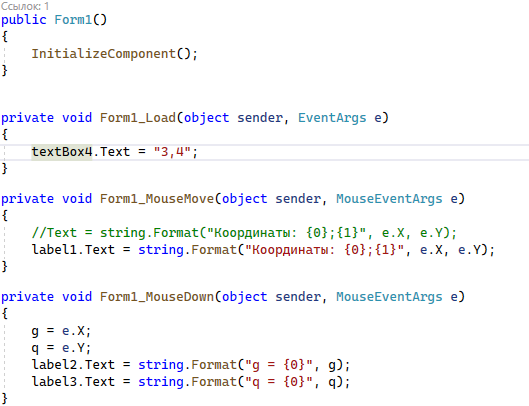 Ссылок: 1
public Form1()
{
InitializeComponent();
}
private void Form1_Load(object sender, EventArgs e)
{
textBox4.Text = "3,4";
}
private void Form1_MouseMove(object sender, MouseEventArgs e)
{
//Text = string.Format("Координаты: {0};{1}", e.X, e.Y);
label1.Text = string.Format("Координаты: {0};{1}", e.X, e.Y);
}
private void Form1_MouseDown(object sender, MouseEventArgs e)
{
g = e.X;
q = e.Y;
label2.Text = string.Format("g = {0}", g);
label3.Text = string.Format("q = {0}", q);
}